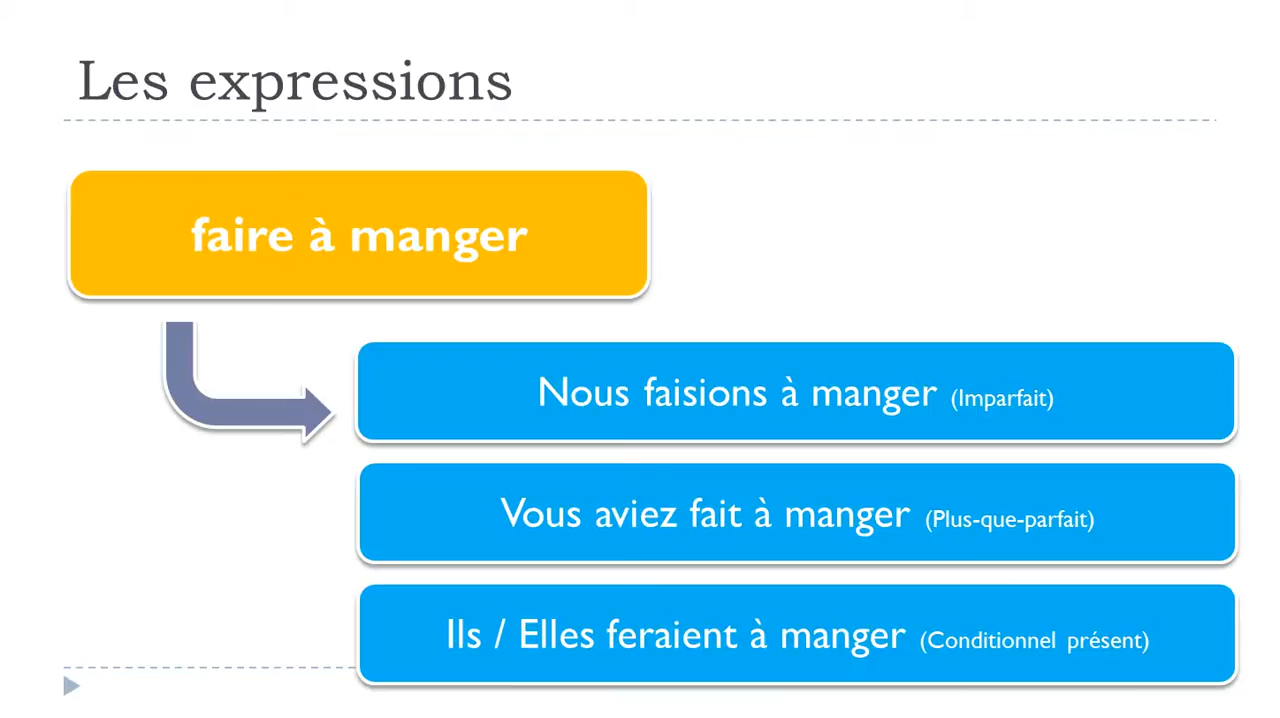 Les expressions
faire à manger
Nous faisions à manger (Imparfait)
Vous aviez fait à manger (Plus-que-parfait)
Ils / Elles feraient à manger (Conditionnel présent)